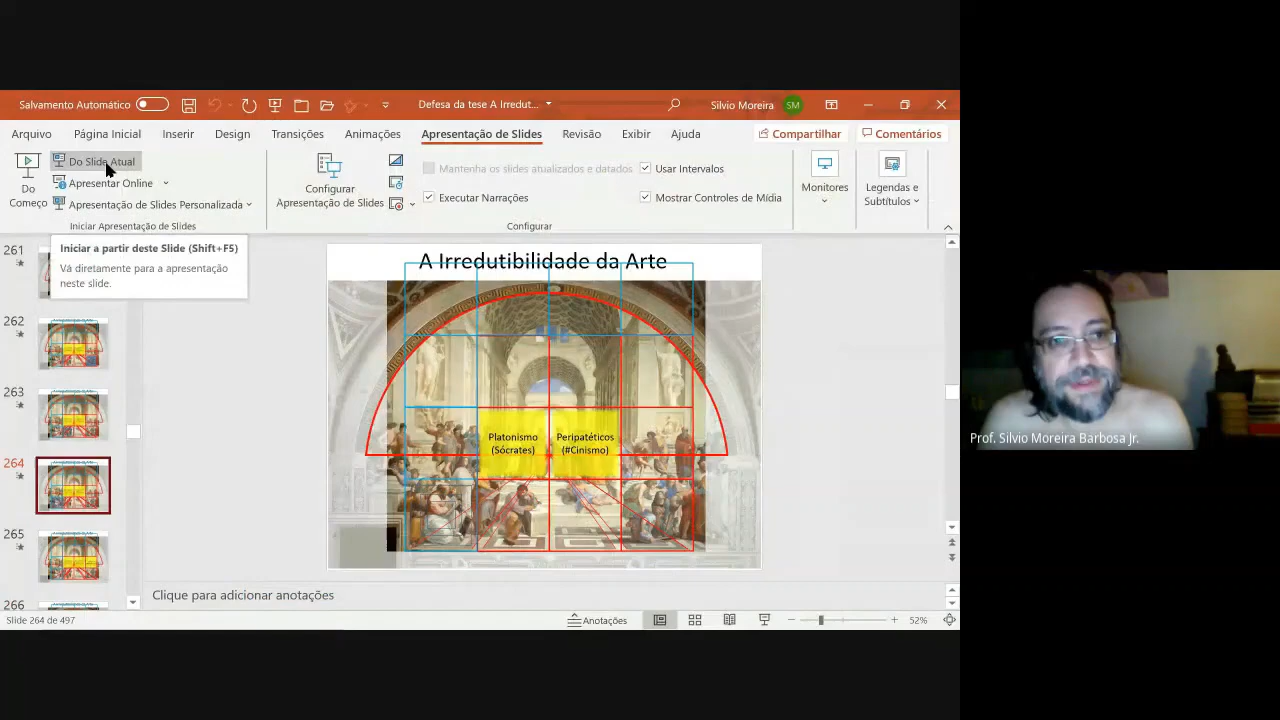 Salvamento Automático
Defesa da tese A Irredut...
Silvio Moreira
SM
Arquivo
Página Inicial
Inserir
Design
Transições
Animações
Apresentação de Slides
Revisão
Exibir
Ajuda
Compartilhar
Comentários
Do
Começo
Do Slide Atual
Apresentar Online
Apresentação de Slides Personalizada
Iniciar Apresentação de Slides
Configurar
Apresentação de Slides
Mantenha os slides atualizados e datados
Executar Narrações
Usar Intervalos
Mostrar Controles de Mídia
Configurar
Monitores
Legendas e
Subtítulos
Iniciar a partir deste Slide (Shift+F5)
Vá diretamente para a apresentação
neste slide.
261
262
263
264
265
266
A Irredutibilidade da Arte
Platonismo
(Sócrates)
Peripatéticos
(#Cinismo)
Prof. Silvio Moreira Barbosa Jr.
Clique para adicionar anotações
Slide 264 de 497
Anotações
52%